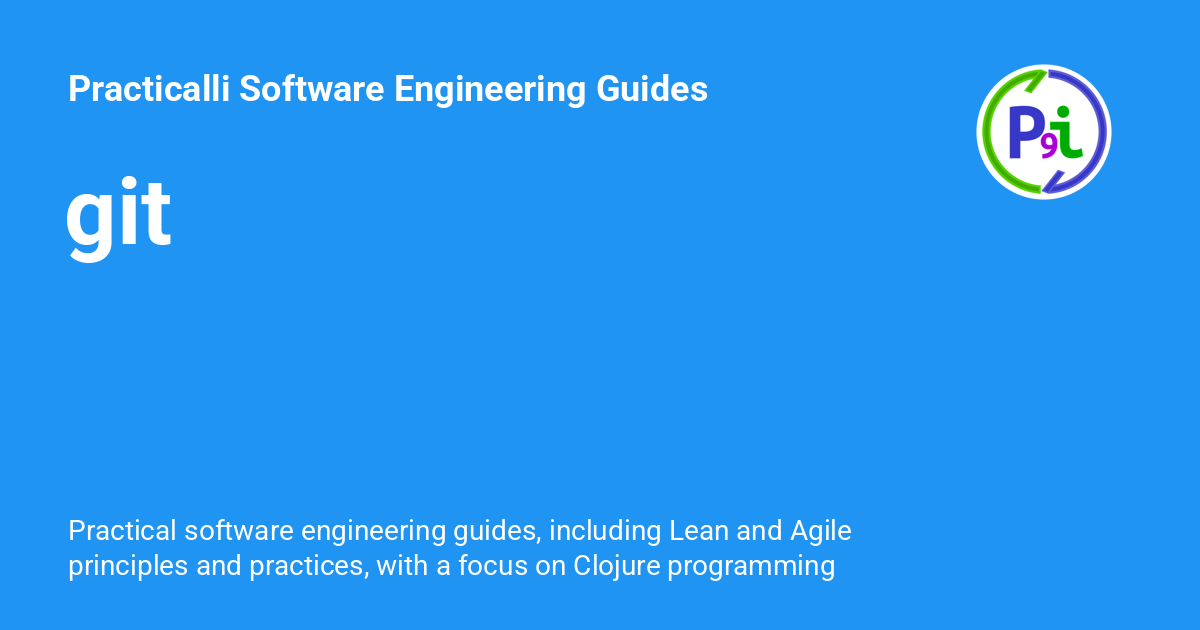 Practicalli Software Engineering Guides
P9i
git
Practical software engineering guides, including Lean and Agile
principles and practices, with a focus on Clojure programming